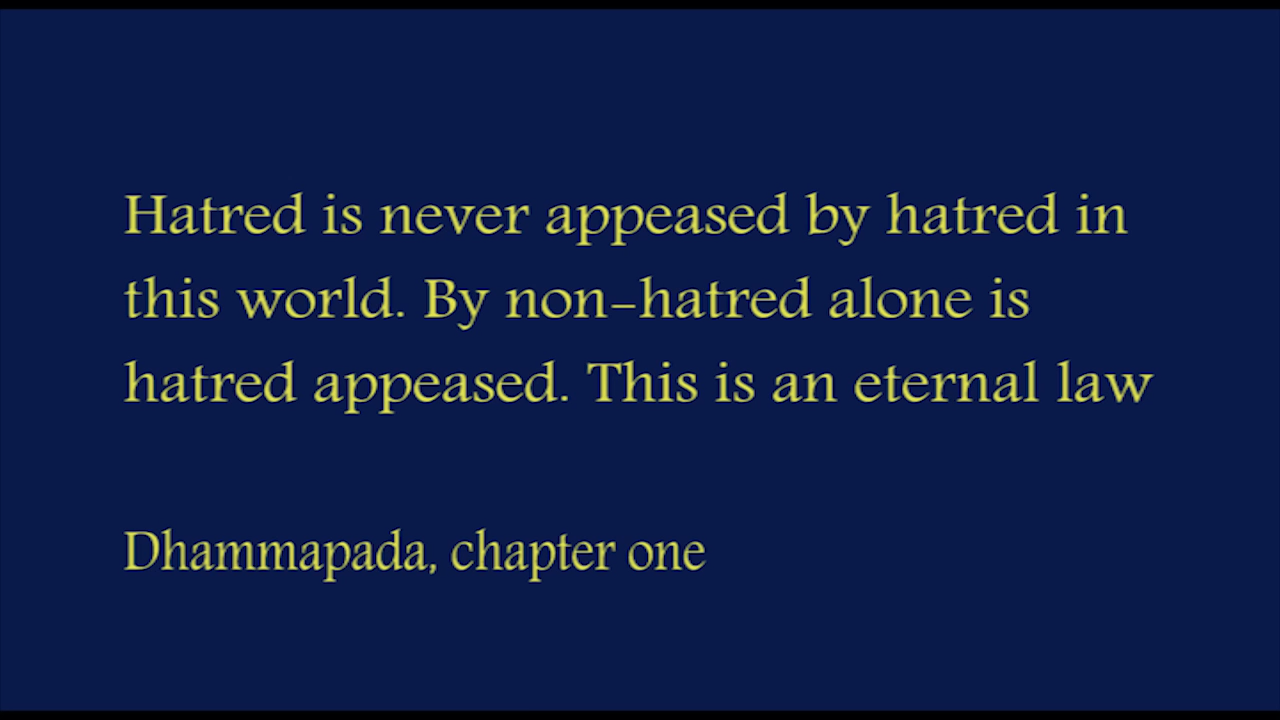 Hatred is never appeased by hatred in
this world. By non-hatred alone is
hatred appeased. This is an eternal law
Dhammapada, chapter one